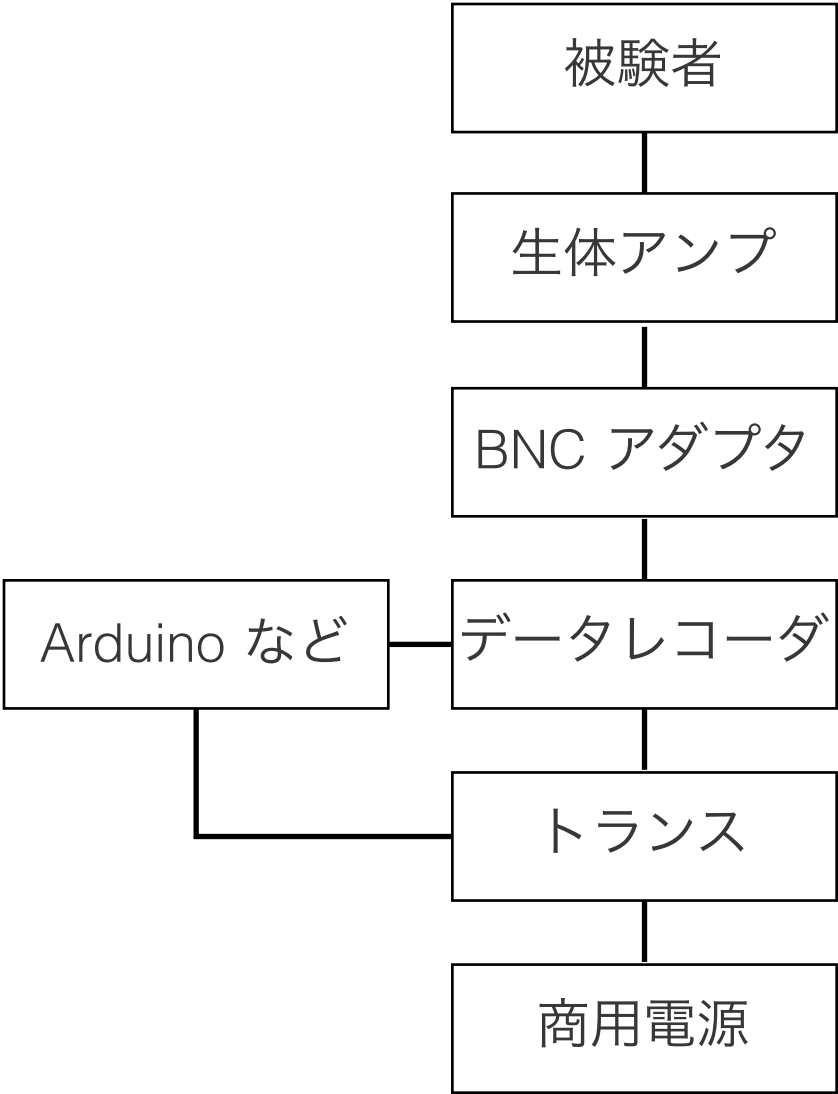 被験者
生体アンプ
BNC アダプタ
Arduino など
データレコーダ
トランス
商用電源